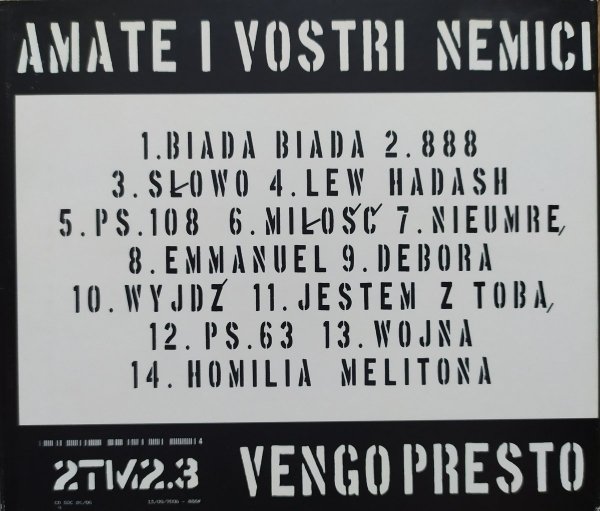 AMATE I VOSTRI NEMICI
1.BIADA BIADA 2.888
3.SŁOWO 4.LEW HADASH
5.PS.108 6.MIŁOŚĆ 7.NIEUMRĘ
8.EMMANUEL 9.DEBORA
10.WYJDŹ 11.JESTEM Z TOBĄ
12.PS.63 13.WOJNA
14.HOMILIA MELITONA
2TM2.3
VENGO PRESTO